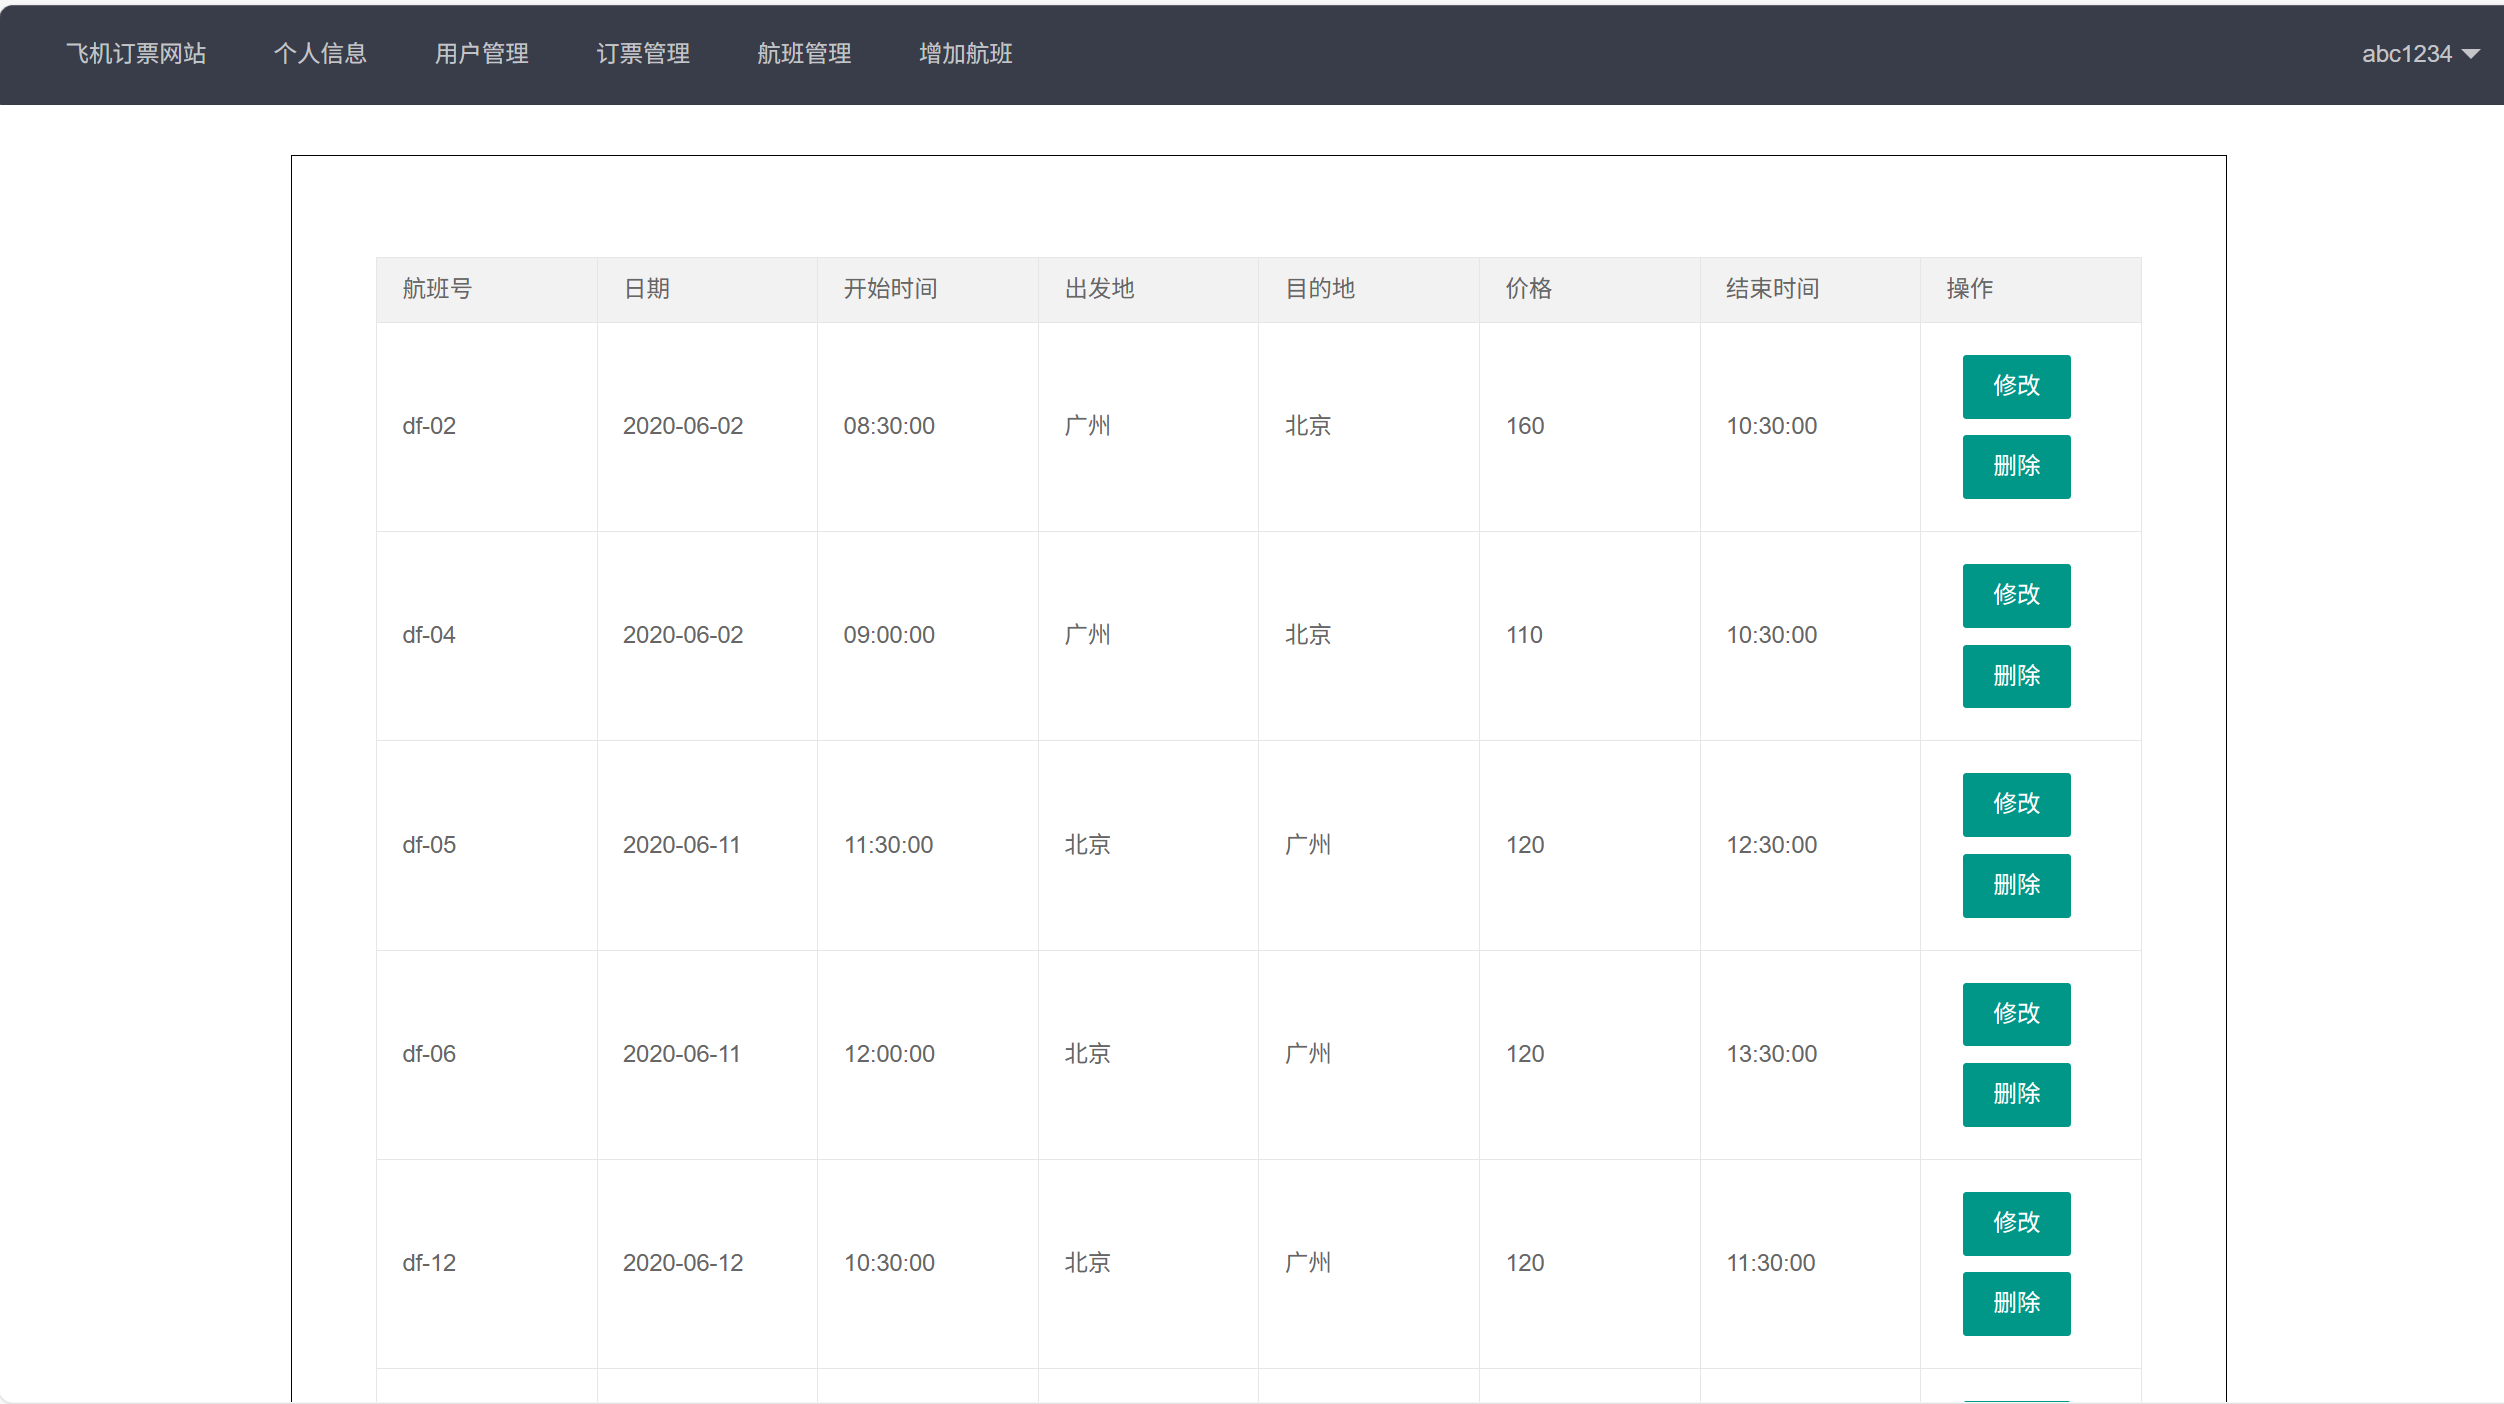 飞机订票网站 个人信息 用户管理 订票管理 航班管理 增加航班 abc1234
航班号 日期 开始时间 出发地 目的地 价格 结束时间 操作
df-02 2020-06-02 08:30:00 广州 北京 160 10:30:00 修改
删除
df-04 2020-06-02 09:00:00 广州 北京 110 10:30:00 修改
删除
df-05 2020-06-11 11:30:00 北京 广州 120 12:30:00 修改
删除
df-06 2020-06-11 12:00:00 北京 广州 120 13:30:00 修改
删除
df-12 2020-06-12 10:30:00 北京 广州 120 11:30:00 修改
删除